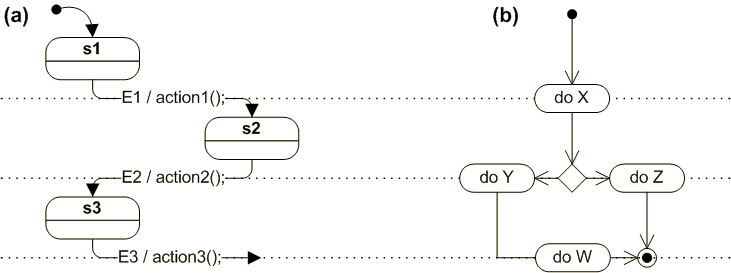 (a)
(b)
s1
E1 / action1();
do X
s2
E2 / action2();
do Y
do Z
s3
E3 / action3();
do W